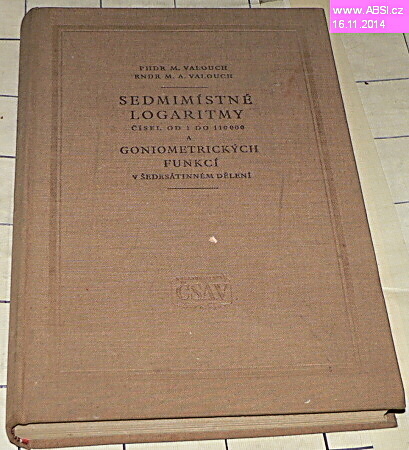 www.ABSI.cz
16.11.2014
PHDR M. VALOUCH
RNDR M. A. VALOUCH
SEDMIMÍSTNÉ
LOGARITMY
ČÍSEL OD 1 DO 110000
A
GONIOMETRICKÝCH
FUNKCÍ
V ŠEDESÁTINNÉM DĚLENÍ
ČSAV